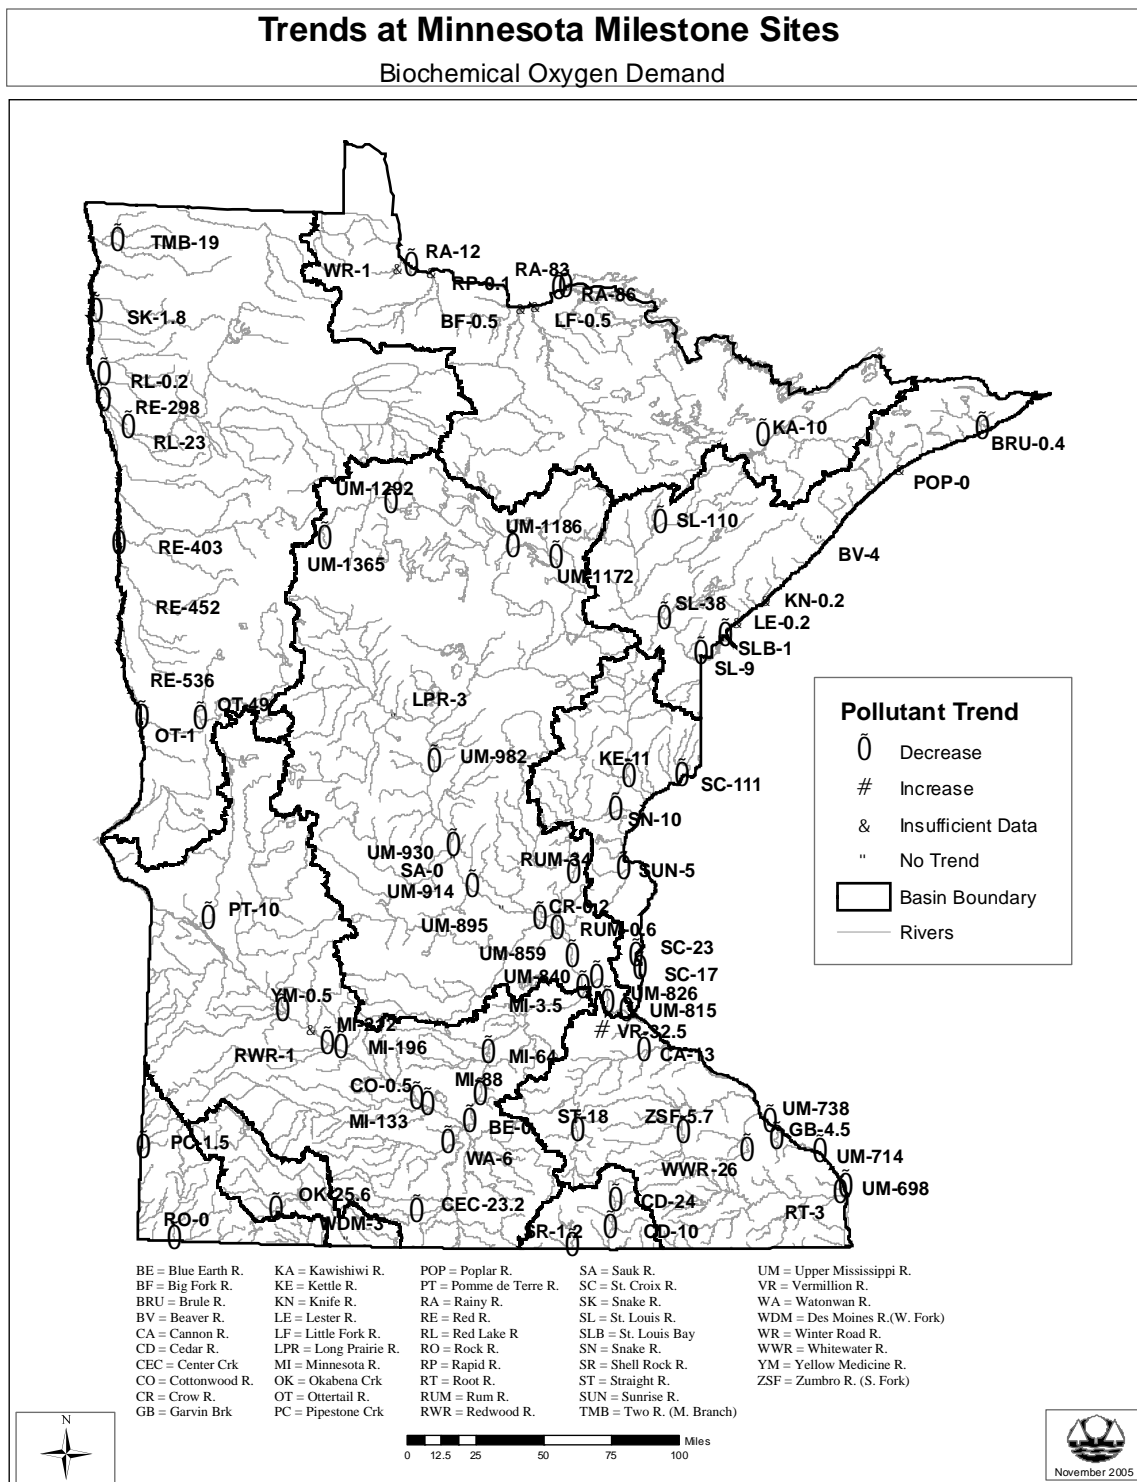 Trends at Minnesota Milestone Sites
Biochemical Oxygen Demand
TMB-19
WR-1
RA-12
RP-0.1
RA-83
RA-86
SK-1.8
BF-0.5
LF-0.5
RL-0.2
RE-298
RL-23
KA-10
BRU-0.4
POP-0
UM-1292
UM-1186
SL-110
RE-403
UM-1365
UM-1172
BV-4
RE-452
SL-38
KN-0.2
LE-0.2
SLB-1
SL-9
RE-536
OT-49
OT-1
LPR-3
UM-982
KE-11
SC-111
SN-10
UM-930
SA-0
UM-914
RUM-34
SUN-5
PT-10
UM-895
CR-0.2
RUM-0.6
UM-859
SC-23
UM-840
SC-17
YM-0.5
MI-3.5
UM-826
UM-815
MI-212
VR-32.5
RWR-1
MI-196
MI-64
CA-13
CO-0.5
MI-88
MI-133
BE-0
ST-18
ZSF-5.7
UM-738
GB-4.5
PC-1.5
WA-6
WWR-26
UM-714
OK-25.6
CEC-23.2
CD-24
RT-3
UM-698
RO-0
WDM-3
SR-1.2
CD-10
Pollutant Trend
Õ Decrease
# Increase
& Insufficient Data
" No Trend
Basin Boundary
Rivers
BE = Blue Earth R.
BF = Big Fork R.
BRU = Brule R.
BV = Beaver R.
CA = Cannon R.
CD = Cedar R.
CEC = Center Crk
CO = Cottonwood R.
CR = Crow R.
GB = Garvin Brk
KA = Kawishiwi R.
KE = Kettle R.
KN = Knife R.
LE = Lester R.
LF = Little Fork R.
LPR = Long Prairie R.
MI = Minnesota R.
OK = Okabena Crk
OT = Ottertail R.
PC = Pipestone Crk
POP = Poplar R.
PT = Pomme de Terre R.
RA = Rainy R.
RE = Red R.
RL = Red Lake R
RO = Rock R.
RP = Rapid R.
RT = Root R.
RUM = Rum R.
RWR = Redwood R.
SA = Sauk R.
SC = St. Croix R.
SK = Snake R.
SL = St. Louis R.
SLB = St. Louis Bay
SN = Snake R.
SR = Shell Rock R.
ST = Straight R.
SUN = Sunrise R.
TMB = Two R. (M. Branch)
UM = Upper Mississippi R.
VR = Vermillion R.
WA = Watonwan R.
WDM = Des Moines R.(W. Fork)
WR = Winter Road R.
WWR = Whitewater R.
YM = Yellow Medicine R.
ZSF = Zumbro R. (S. Fork)
N
0 12.5 25 50 75 100 Miles
November 2005